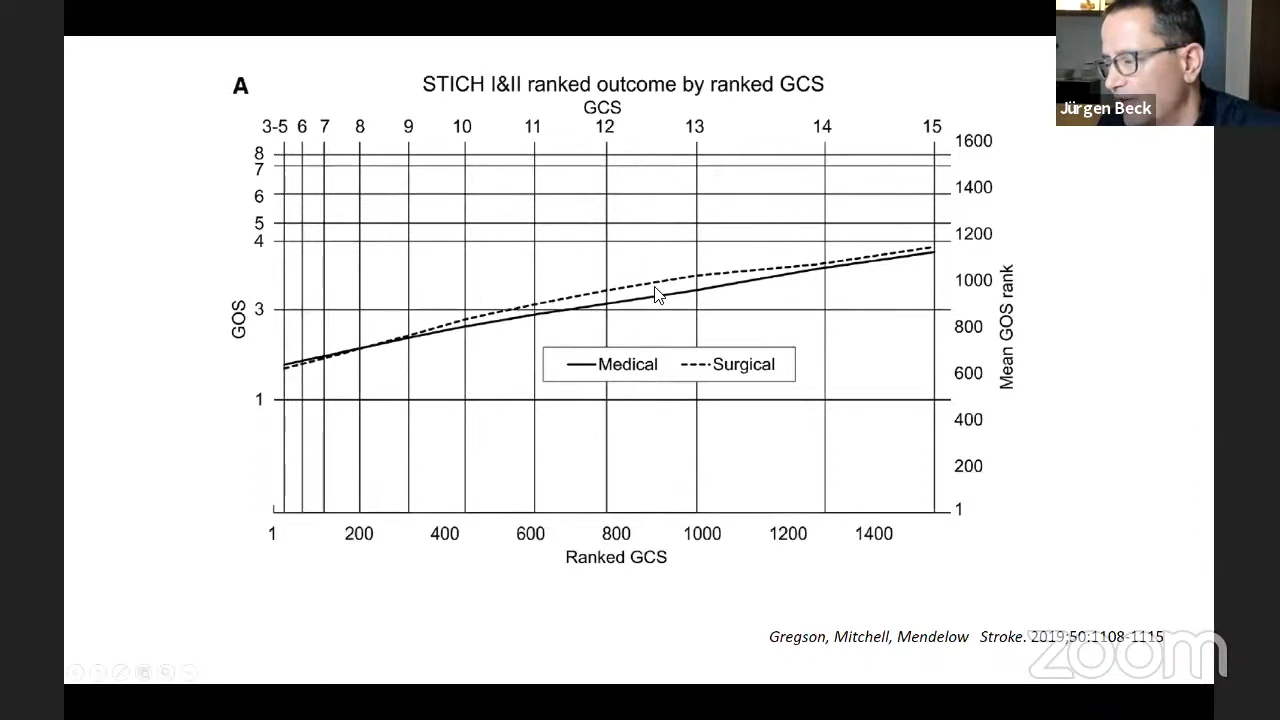 Jürgen Beck
A
STICH I&II ranked outcome by ranked GCS
GCS
3-5 6 7 8 9 10 11 12 13 14 15
8
7
6
5
4
3
1
GOS
1600
1400
1200
1000
800
600
400
200
1
Mean GOS rank
Medical Surgical
1 200 400 600 800 1000 1200 1400
Ranked GCS
Gregson, Mitchell, Mendelow Stroke. 2019;50:1108-1115
zoom